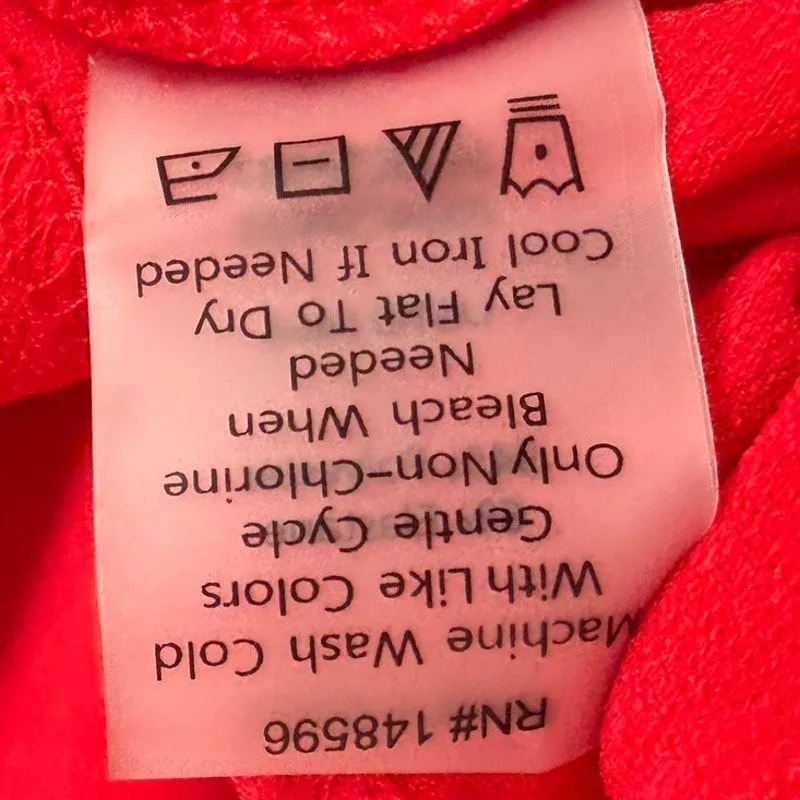 RN# 148596
Machine Wash Cold
With Like Colors
Gentle Cycle
Only Non-Chlorine
Bleach When
Needed
Lay Flat To Dry
Cool Iron If Needed